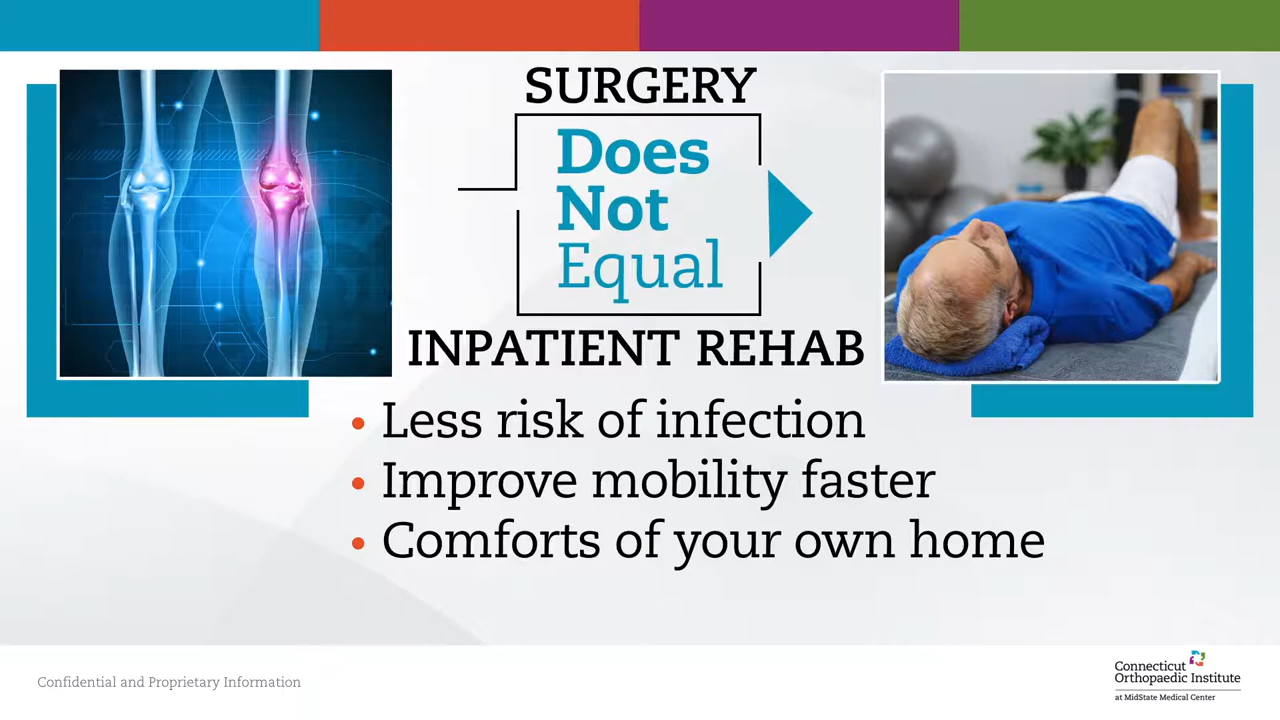 SURGERY
Does
Not
Equal
INPATIENT REHAB
• Less risk of infection
• Improve mobility faster
• Comforts of your own home
Confidential and Proprietary Information
Connecticut
Orthopaedic Institute
at MidState Medical Center